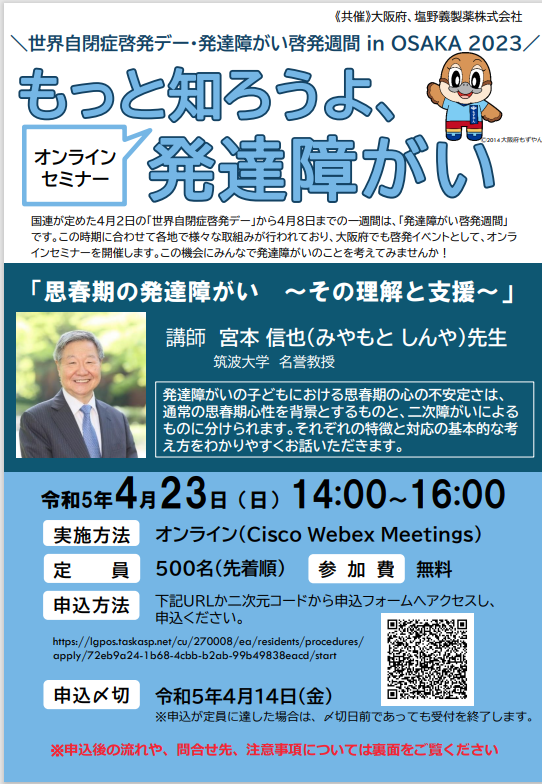 《共催》大阪府、塩野義製薬株式会社
＼世界自閉症啓発デー・発達障がい啓発週間 in OSAKA 2023／
もっと知ろうよ、
オンライン
セミナー
発達障がい
©2014 大阪府もずやん
国連が定めた4月2日の「世界自閉症啓発デー」から4月8日までの一週間は、「発達障がい啓発週間」
です。この時期に合わせて各地で様々な取組みが行われており、大阪府でも啓発イベントとして、オンラ
インセミナーを開催します。この機会にみんなで発達障がいのことを考えてみませんか！
「思春期の発達障がい　～その理解と支援～」
講師　宮本 信也（みやもと しんや）先生
筑波大学　名誉教授
発達障がいの子どもにおける思春期の心の不安定さは、
通常の思春期心性を背景とするものと、二次障がいによる
ものに分けられます。それぞれの特徴と対応の基本的な考
え方をわかりやすくお話いただきます。
令和5年4月23日（日）14:00～16:00
実施方法　オンライン（Cisco Webex Meetings）
定　員　500名（先着順）　参 加 費　無料
申込方法　下記URLか二次元コードから申込フォームへアクセスし、
申込ください。
https://lgpos.task-asp.net/cu/270008/ea/residents/procedures/
apply/72eb9a24-1b68-4cbb-b2ab-99b49838eacd/start
申込〆切　令和5年4月14日（金）
※申込が定員に達した場合は、〆切日前であっても受付を終了します。
※申込後の流れや、問合せ先、注意事項については裏面をご覧ください